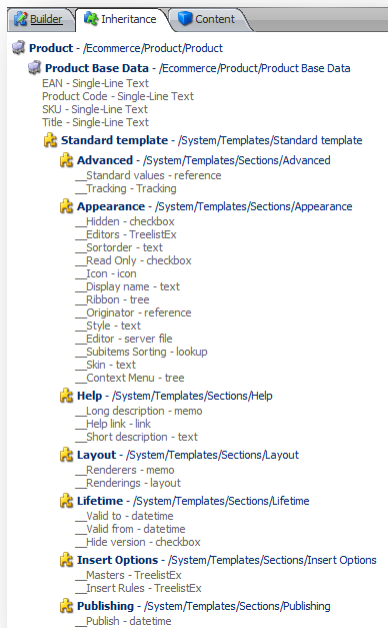 Builder Inheritance Content
Product - /Ecommerce/Product/Product
Product Base Data - /Ecommerce/Product/Product Base Data
EAN - Single-Line Text
Product Code - Single-Line Text
SKU - Single-Line Text
Title - Single-Line Text
Standard template - /System/Templates/Standard template
Advanced - /System/Templates/Sections/Advanced
__Standard values - reference
__Tracking - Tracking
Appearance - /System/Templates/Sections/Appearance
__Hidden - checkbox
__Editors - TreelistEx
__Sortorder - text
__Read Only - checkbox
__Icon - icon
__Display name - text
__Ribbon - tree
__Originator - reference
__Style - text
__Editor - server file
__Subitems Sorting - lookup
__Skin - text
__Context Menu - tree
Help - /System/Templates/Sections/Help
__Long description - memo
__Help link - link
__Short description - text
Layout - /System/Templates/Sections/Layout
__Renderers - memo
__Renderings - layout
Lifetime - /System/Templates/Sections/Lifetime
__Valid to - datetime
__Valid from - datetime
__Hide version - checkbox
Insert Options - /System/Templates/Sections/Insert Options
__Masters - TreelistEx
__Insert Rules - TreelistEx
Publishing - /System/Templates/Sections/Publishing
__Publish - datetime